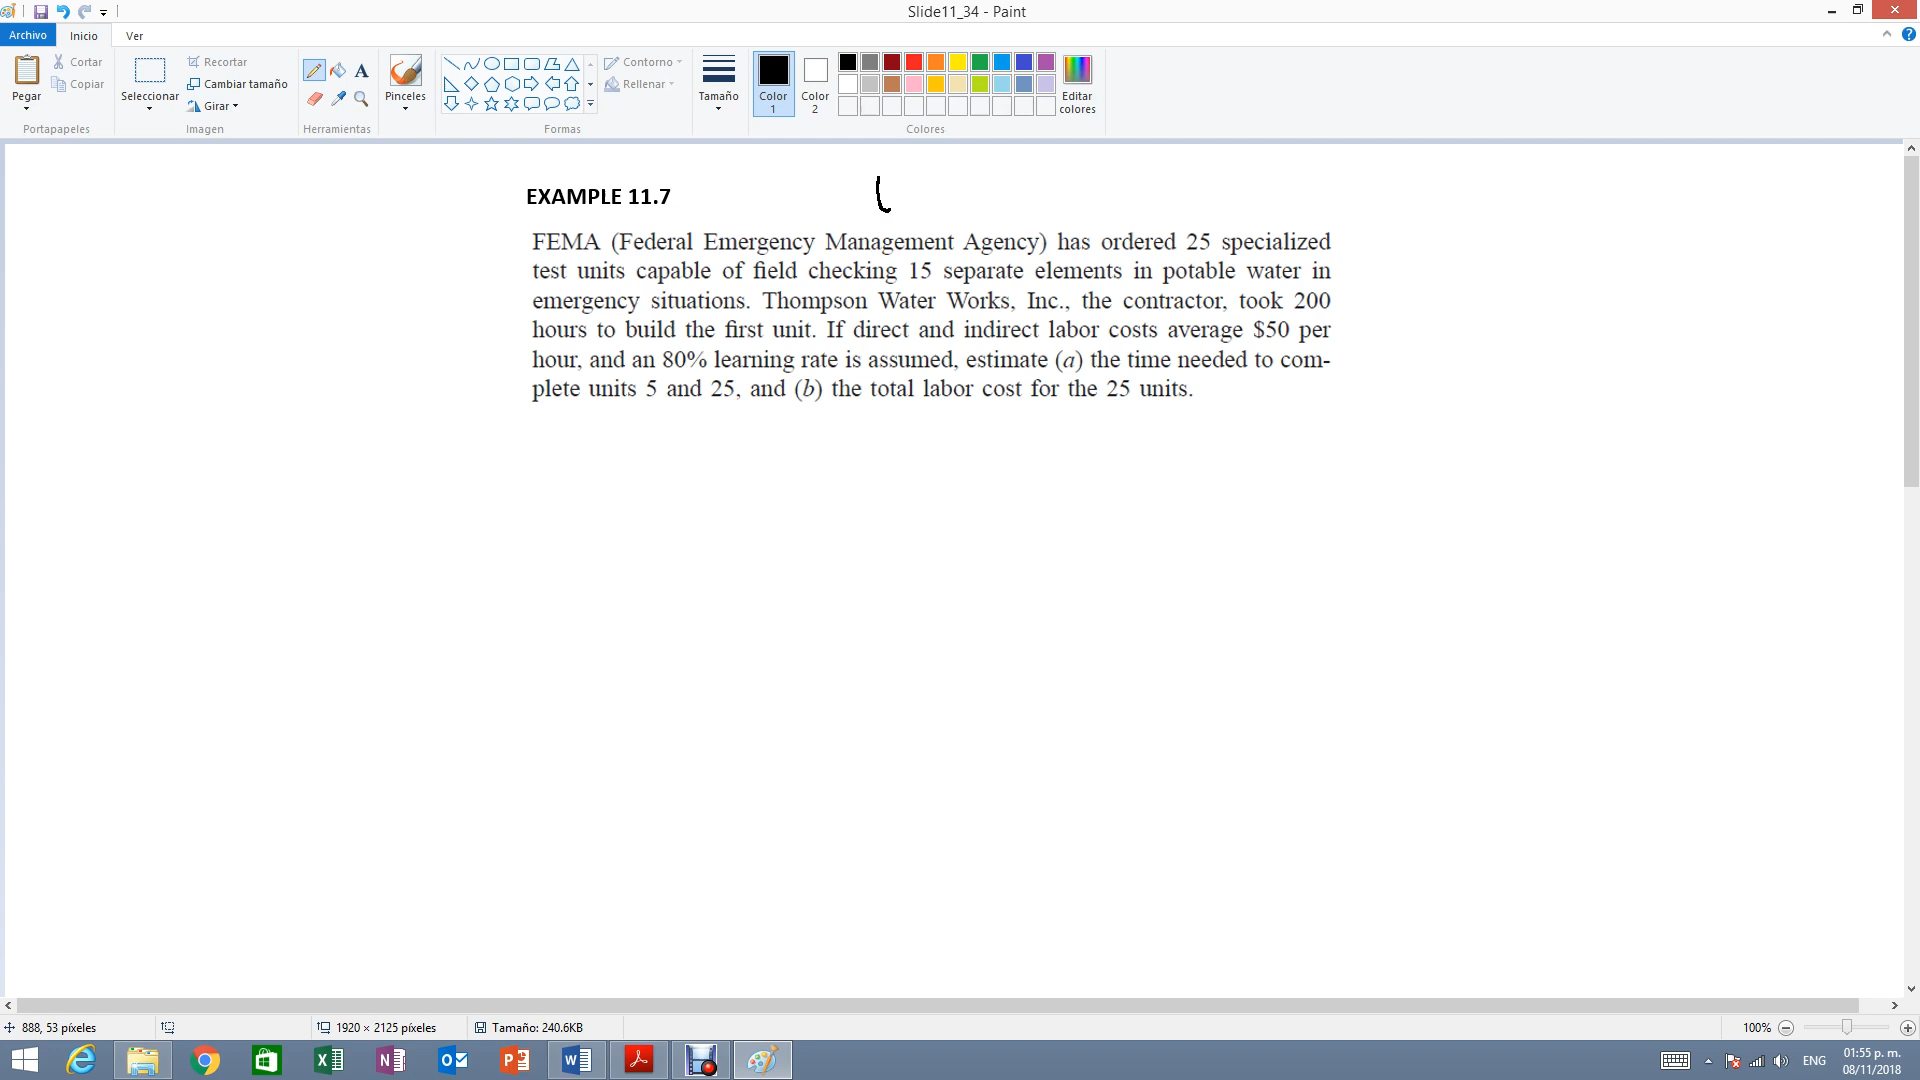 Slide11_34 - Paint
Archivo Inicio Ver
Pegar
Cortar
Copiar
Portapapeles
Seleccionar
Recortar
Cambiar tamaño
Girar
Imagen
A
Herramientas
Pinceles
Contorno
Rellenar
Formas
Tamaño
Color 1
Color 2
Editar colores
Colores
EXAMPLE 11.7
FEMA (Federal Emergency Management Agency) has ordered 25 specialized
test units capable of field checking 15 separate elements in potable water in
emergency situations. Thompson Water Works, Inc., the contractor, took 200
hours to build the first unit. If direct and indirect labor costs average $50 per
hour, and an 80% learning rate is assumed, estimate (a) the time needed to com-
plete units 5 and 25, and (b) the total labor cost for the 25 units.
888, 53 píxeles
1920 × 2125 píxeles
Tamaño: 240.6KB
100%
ENG
01:55 p. m.
08/11/2018